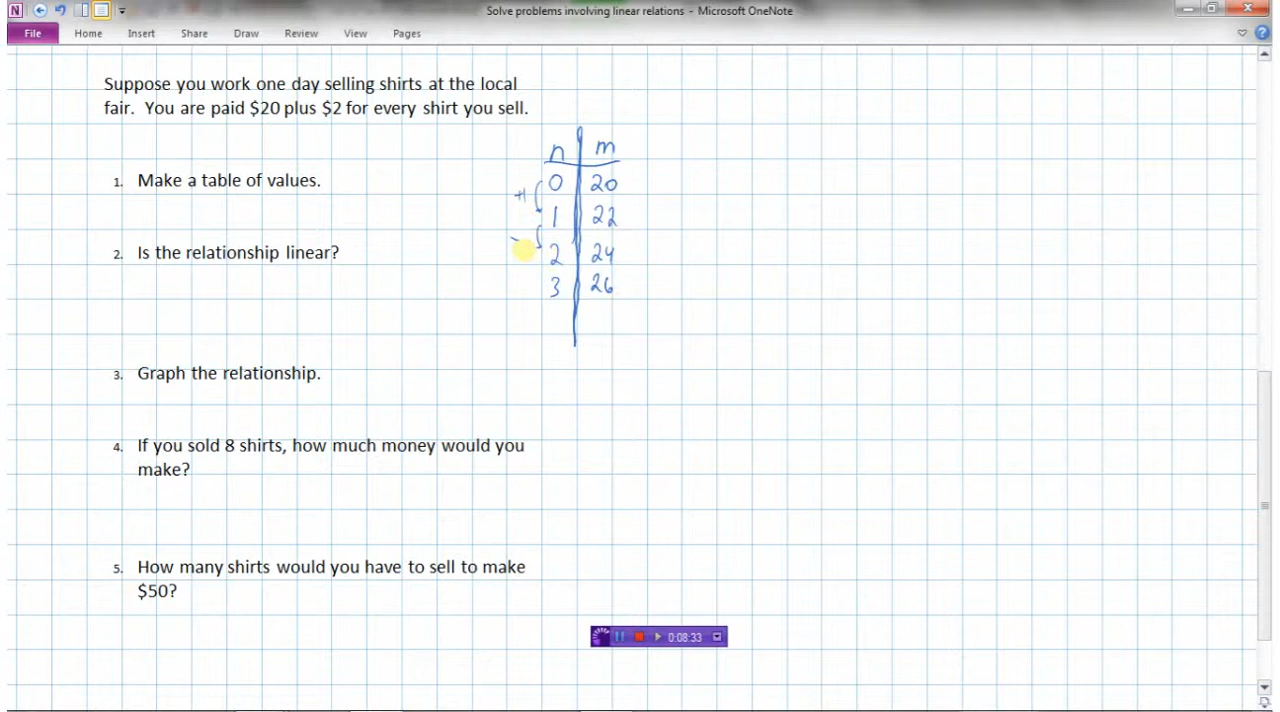 Solve problems involving linear relations - Microsoft OneNote
File Home Insert Share Draw Review View Pages
Suppose you work one day selling shirts at the local
fair. You are paid $20 plus $2 for every shirt you sell.
n m
1. Make a table of values.
0 20
+1
1 22
2. Is the relationship linear?
2 24
3 26
3. Graph the relationship.
4. If you sold 8 shirts, how much money would you
make?
5. How many shirts would you have to sell to make
$50?
0:08:33